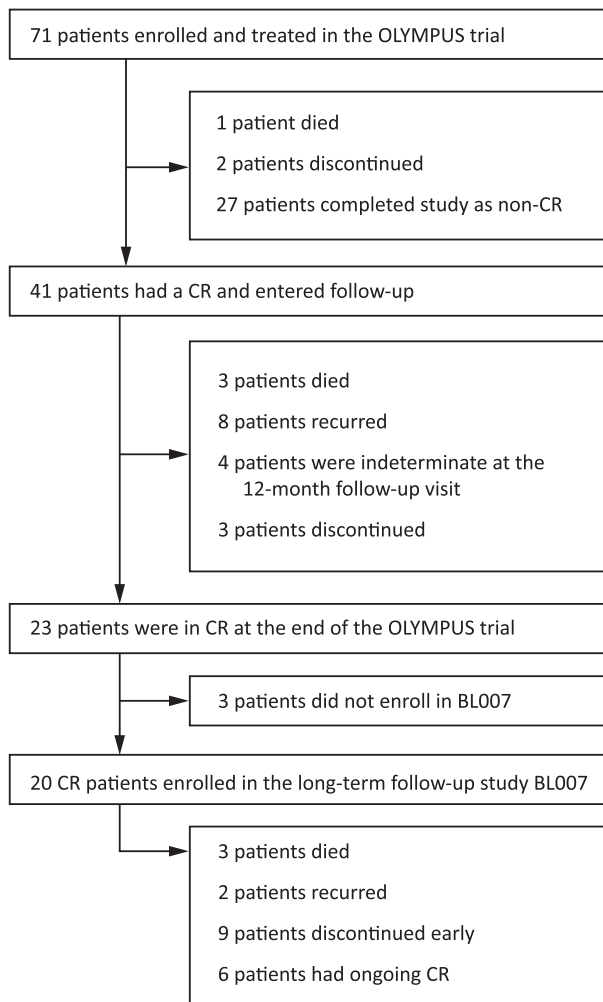 71 patients enrolled and treated in the OLYMPUS trial
1 patient died
2 patients discontinued
27 patients completed study as non-CR
41 patients had a CR and entered follow-up
3 patients died
8 patients recurred
4 patients were indeterminate at the
12-month follow-up visit
3 patients discontinued
23 patients were in CR at the end of the OLYMPUS trial
3 patients did not enroll in BL007
20 CR patients enrolled in the long-term follow-up study BL007
3 patients died
2 patients recurred
9 patients discontinued early
6 patients had ongoing CR